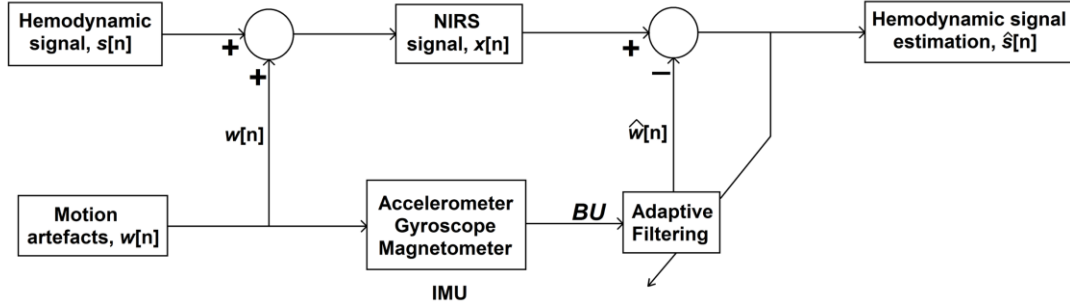 Hemodynamic
signal, s[n]
+
+
NIRS
signal, x[n]
+
−
Hemodynamic signal
estimation, ŝ[n]
w[n]
ŵ[n]
Motion
artefacts, w[n]
Accelerometer
Gyroscope
Magnetometer
IMU
BU
Adaptive
Filtering